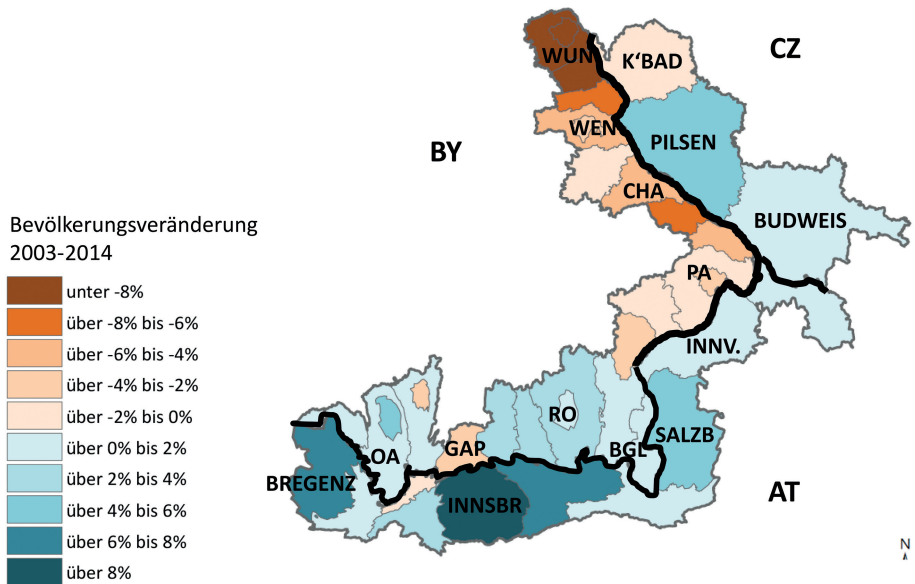 WUN
K'BAD
CZ
WEN
PILSEN
BY
CHA
BUDWEIS
Bevölkerungsveränderung
2003-2014
PA
unter -8%
über -8% bis -6%
über -6% bis -4%
INNV.
über -4% bis -2%
über -2% bis 0%
RO
über 0% bis 2%
OA
GAP
BGL
SALZB
über 2% bis 4%
BREGENZ
INNSBR
AT
über 4% bis 6%
über 6% bis 8%
N
über 8%